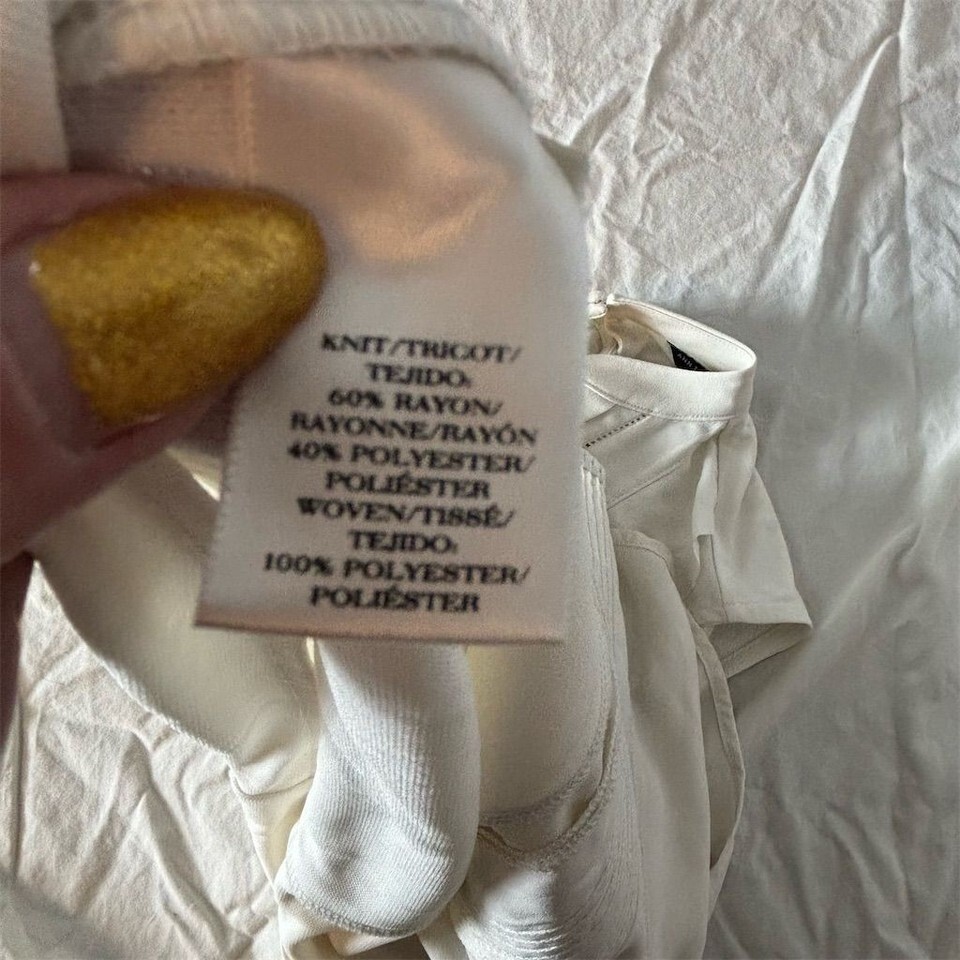 KNIT/TRICOT/
TEJIDO:
60% RAYON/
RAYONNE/RAYÓN
40% POLYESTER/
POLIÉSTER
WOVEN/TISSÉ/
TEJIDO:
100% POLYESTER/
POLIÉSTER